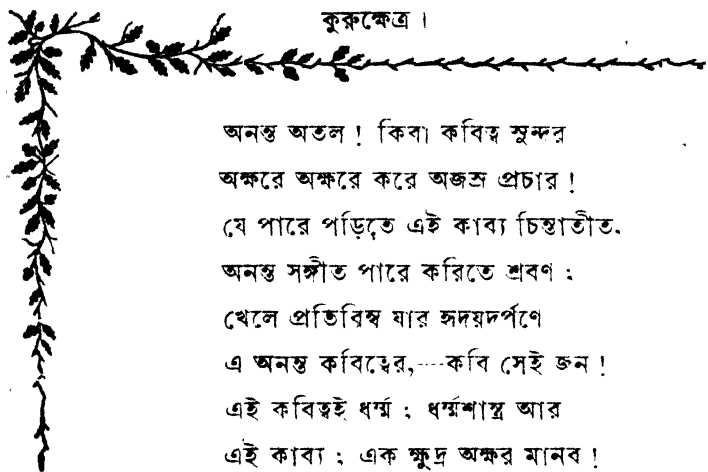 কুরুক্ষেত্র ।
অনন্ত অতল ! কিবা কবিত্ব সুন্দর
অক্ষরে অক্ষরে করে অজস্র প্রচার !
যে পারে পড়িতে এই কাব্য চিন্তাতীত,
অনন্ত সঙ্গীত পারে করিতে শ্রবণ ;
খেলে প্রতিবিম্ব যার হৃদয়দর্পণে
এ অনন্ত কবিত্বের,—কবি সেই জন !
এই কবিত্বই ধর্ম্ম ; ধর্ম্মশাস্ত্র আর
এই কাব্য ; এক ক্ষুদ্র অক্ষর মানব !